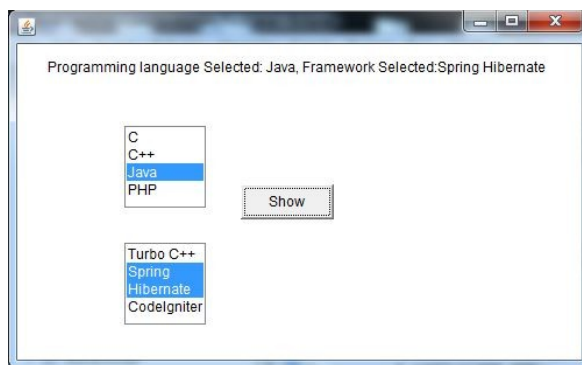 Programming language Selected: Java, Framework Selected:Spring Hibernate
C
C++
Java
PHP
Show
Turbo C++
Spring
Hibernate
CodeIgniter